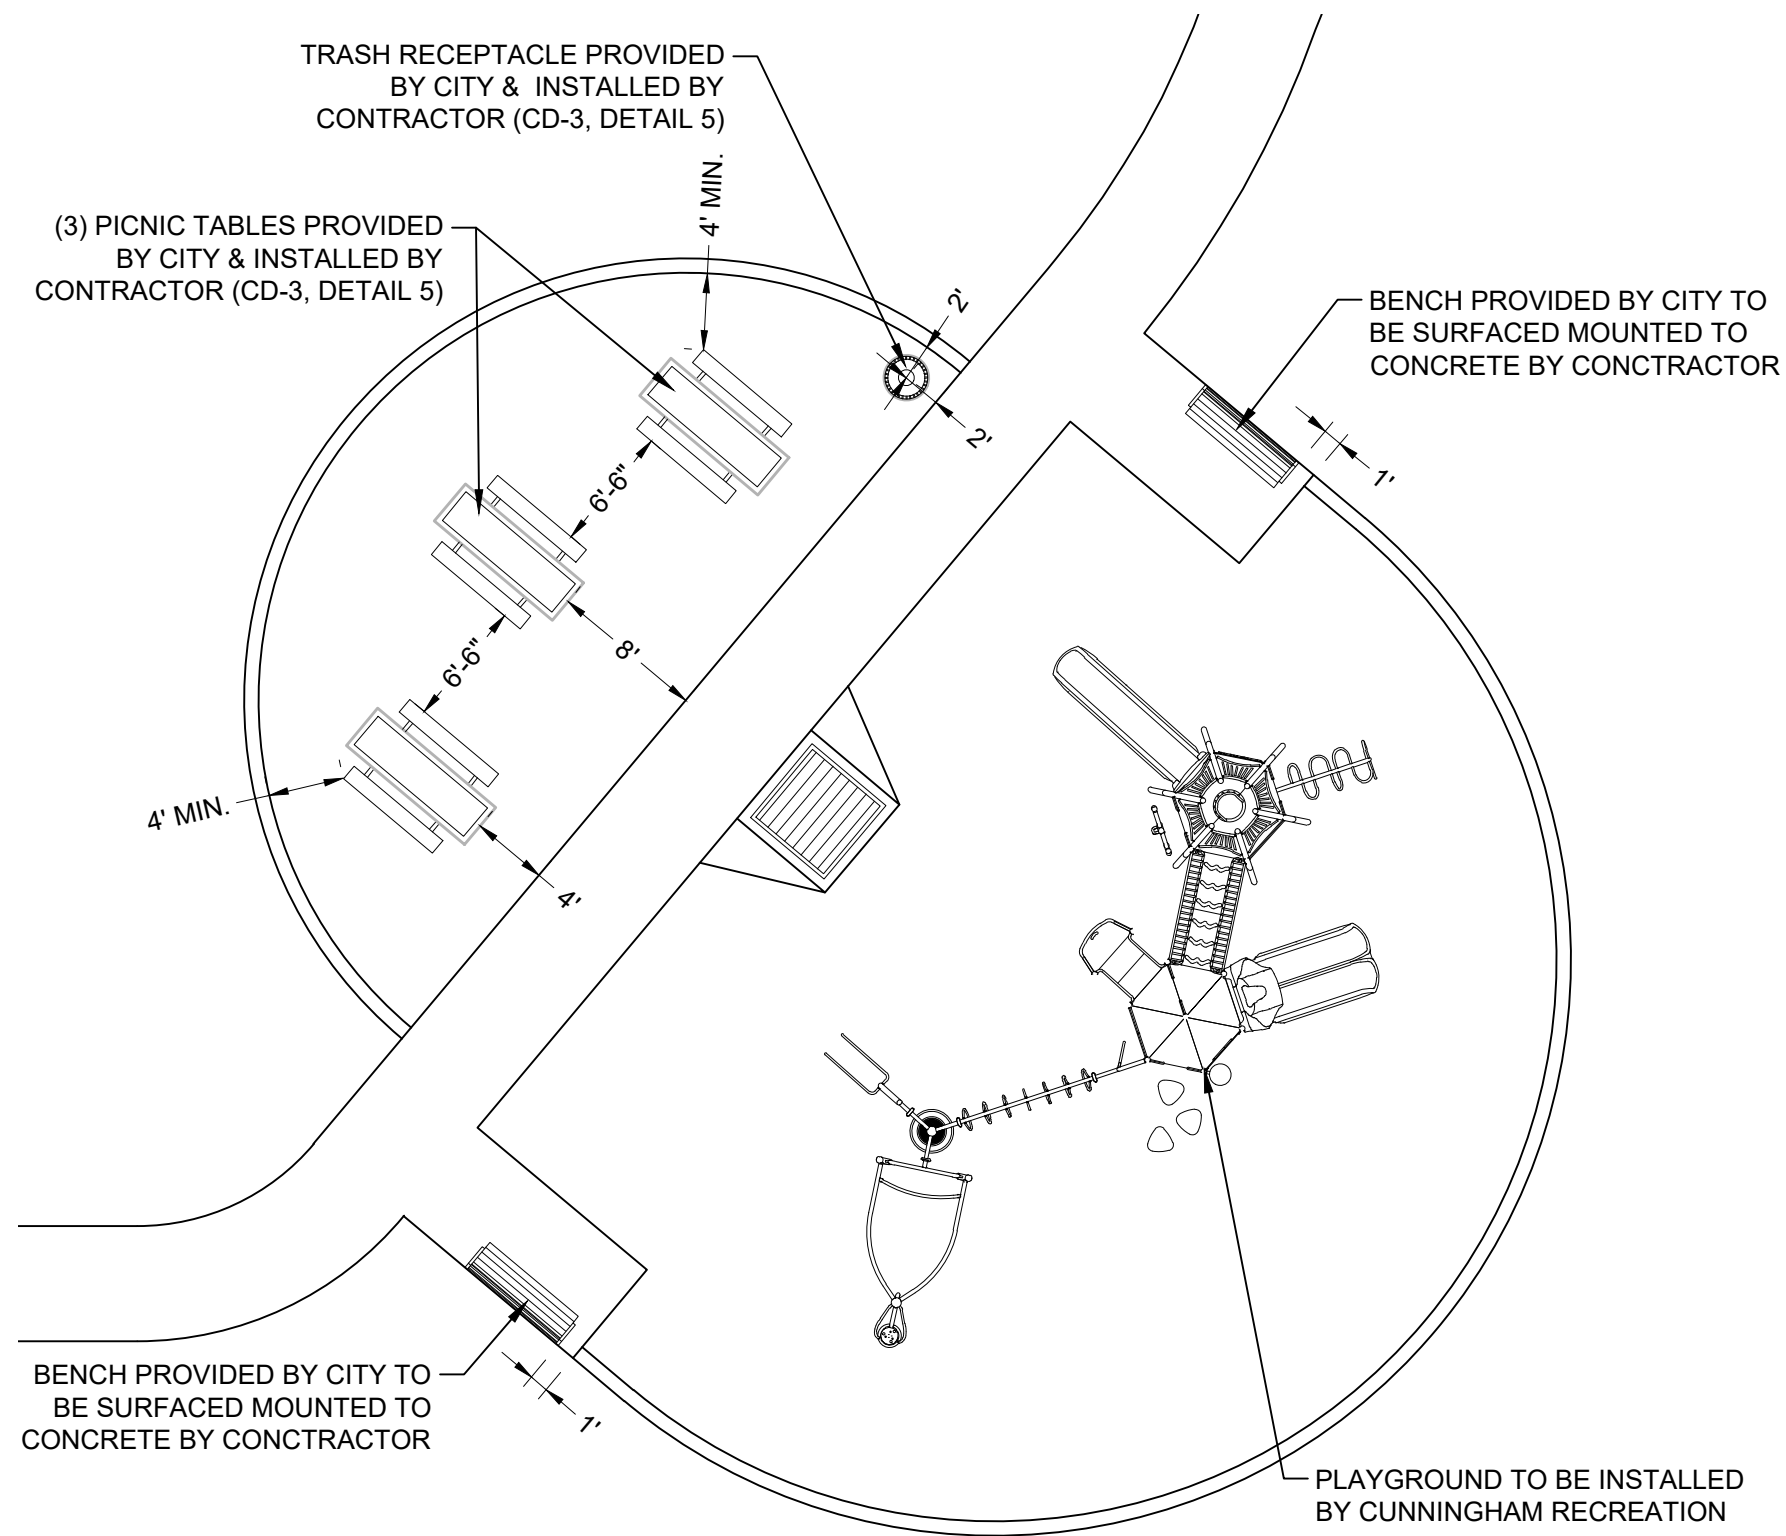 TRASH RECEPTACLE PROVIDED
BY CITY & INSTALLED BY
CONTRACTOR (CD-3, DETAIL 5)
4' MIN.
(3) PICNIC TABLES PROVIDED
BY CITY & INSTALLED BY
CONTRACTOR (CD-3, DETAIL 5)
2'
BENCH PROVIDED BY CITY TO
BE SURFACED MOUNTED TO
CONCRETE BY CONCTRACTOR
2'
1'
6'-6"
6'-6"
8'
4' MIN.
4'
BENCH PROVIDED BY CITY TO
BE SURFACED MOUNTED TO
CONCRETE BY CONCTRACTOR
1'
PLAYGROUND TO BE INSTALLED
BY CUNNINGHAM RECREATION